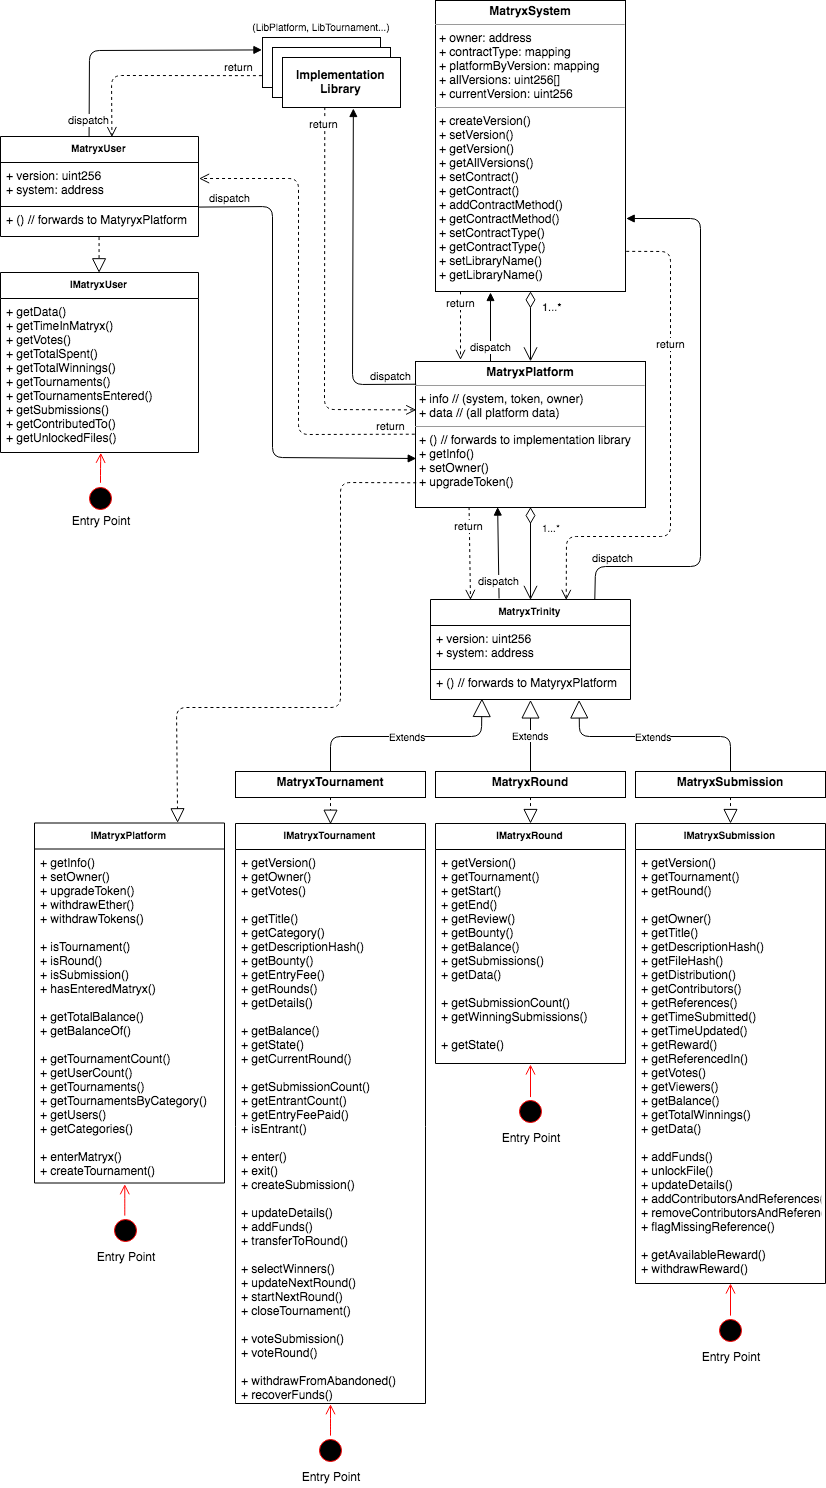 (LibPlatform, LibTournament...)
Implementation
Library
return
dispatch
return
MatryxSystem
+ owner: address
+ contractType: mapping
+ platformByVersion: mapping
+ allVersions: uint256[]
+ currentVersion: uint256
+ createVersion()
+ setVersion()
+ getVersion()
+ getAllVersions()
+ setContract()
+ getContract()
+ addContractMethod()
+ getContractMethod()
+ setContractType()
+ getContractType()
+ setLibraryName()
+ getLibraryName()
MatryxUser
+ version: uint256
+ system: address
+ () // forwards to MatyryxPlatform
dispatch
IMatryxUser
+ getData()
+ getTimeInMatryx()
+ getVotes()
+ getTotalSpent()
+ getTotalWinnings()
+ getTournaments()
+ getTournamentsEntered()
+ getSubmissions()
+ getContributedTo()
+ getUnlockedFiles()
Entry Point
return
1...*
dispatch
return
dispatch
MatryxPlatform
+ info // (system, token, owner)
+ data // (all platform data)
+ () // forwards to implementation library
+ getInfo()
+ setOwner()
+ upgradeToken()
return
return
1...*
dispatch
dispatch
MatryxTrinity
+ version: uint256
+ system: address
+ () // forwards to MatyryxPlatform
Extends
Extends
Extends
MatryxTournament
MatryxRound
MatryxSubmission
IMatryxPlatform
+ getInfo()
+ setOwner()
+ upgradeToken()
+ withdrawEther()
+ withdrawTokens()
+ isTournament()
+ isRound()
+ isSubmission()
+ hasEnteredMatryx()
+ getTotalBalance()
+ getBalanceOf()
+ getTournamentCount()
+ getUserCount()
+ getTournaments()
+ getTournamentsByCategory()
+ getUsers()
+ getCategories()
+ enterMatryx()
+ createTournament()
Entry Point
IMatryxTournament
+ getVersion()
+ getOwner()
+ getVotes()
+ getTitle()
+ getCategory()
+ getDescriptionHash()
+ getBounty()
+ getEntryFee()
+ getRounds()
+ getDetails()
+ getBalance()
+ getState()
+ getCurrentRound()
+ getSubmissionCount()
+ getEntrantCount()
+ getEntryFeePaid()
+ isEntrant()
+ enter()
+ exit()
+ createSubmission()
+ updateDetails()
+ addFunds()
+ transferToRound()
+ selectWinners()
+ updateNextRound()
+ startNextRound()
+ closeTournament()
+ voteSubmission()
+ voteRound()
+ withdrawFromAbandoned()
+ recoverFunds()
Entry Point
IMatryxRound
+ getVersion()
+ getTournament()
+ getStart()
+ getEnd()
+ getReview()
+ getBounty()
+ getBalance()
+ getSubmissions()
+ getData()
+ getSubmissionCount()
+ getWinningSubmissions()
+ getState()
Entry Point
IMatryxSubmission
+ getVersion()
+ getTournament()
+ getRound()
+ getOwner()
+ getTitle()
+ getDescriptionHash()
+ getFileHash()
+ getDistribution()
+ getContributors()
+ getReferences()
+ getTimeSubmitted()
+ getTimeUpdated()
+ getReward()
+ getReferencedIn()
+ getVotes()
+ getViewers()
+ getBalance()
+ getTotalWinnings()
+ getData()
+ addFunds()
+ unlockFile()
+ updateDetails()
+ addContributorsAndReferences(
+ removeContributorsAndReferen
+ flagMissingReference()
+ getAvailableReward()
+ withdrawReward()
Entry Point